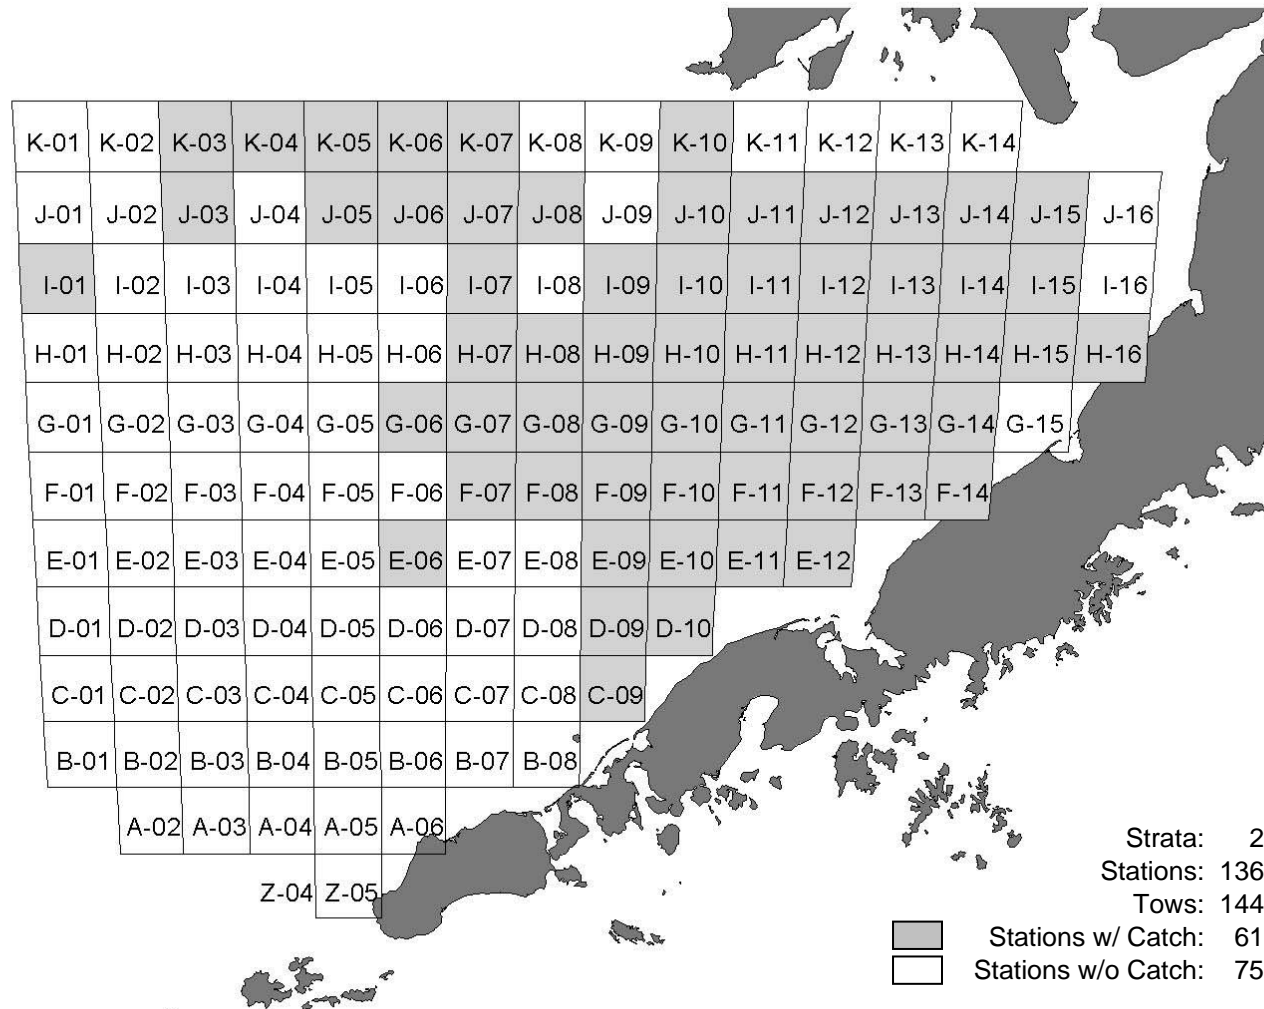 K-01 K-02 K-03 K-04 K-05 K-06 K-07 K-08 K-09 K-10 K-11 K-12 K-13 K-14
J-01 J-02 J-03 J-04 J-05 J-06 J-07 J-08 J-09 J-10 J-11 J-12 J-13 J-14 J-15 J-16
I-01 I-02 I-03 I-04 I-05 I-06 I-07 I-08 I-09 I-10 I-11 I-12 I-13 I-14 I-15 I-16
H-01 H-02 H-03 H-04 H-05 H-06 H-07 H-08 H-09 H-10 H-11 H-12 H-13 H-14 H-15 H-16
G-01 G-02 G-03 G-04 G-05 G-06 G-07 G-08 G-09 G-10 G-11 G-12 G-13 G-14 G-15
F-01 F-02 F-03 F-04 F-05 F-06 F-07 F-08 F-09 F-10 F-11 F-12 F-13 F-14
E-01 E-02 E-03 E-04 E-05 E-06 E-07 E-08 E-09 E-10 E-11 E-12
D-01 D-02 D-03 D-04 D-05 D-06 D-07 D-08 D-09 D-10
C-01 C-02 C-03 C-04 C-05 C-06 C-07 C-08 C-09
B-01 B-02 B-03 B-04 B-05 B-06 B-07 B-08
A-02 A-03 A-04 A-05 A-06
Z-04 Z-05
Strata: 2
Stations: 136
Tows: 144
Stations w/ Catch: 61
Stations w/o Catch: 75